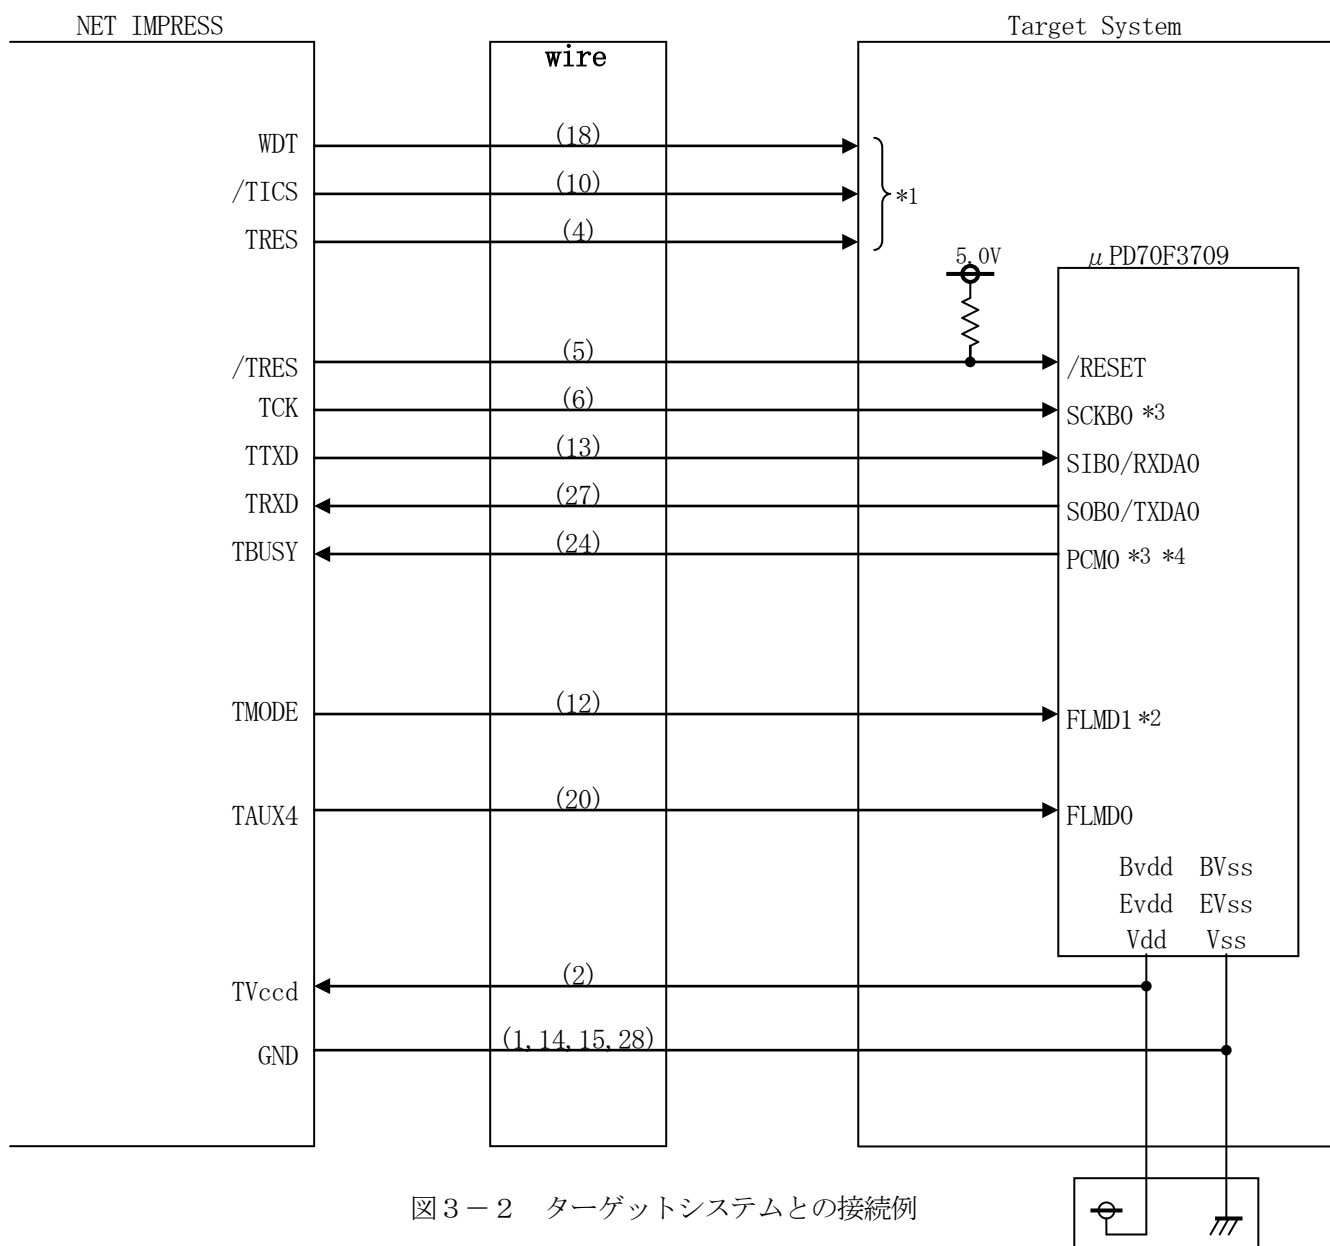 NET IMPRESS
Target System
wire
WDT (18)
/TICS (10) *1
TRES (4)
5.0V μPD70F3709
/TRES (5) /RESET
TCK (6) SCKB0 *3
TTXD (13) SIB0/RXDA0
TRXD (27) SOB0/TXDA0
TBUSY (24) PCM0 *3 *4
TMODE (12) FLMD1 *2
TAUX4 (20) FLMD0
Bvdd BVss
Evdd EVss
Vdd Vss
TVccd (2)
GND (1,14,15,28)
図3-2 ターゲットシステムとの接続例